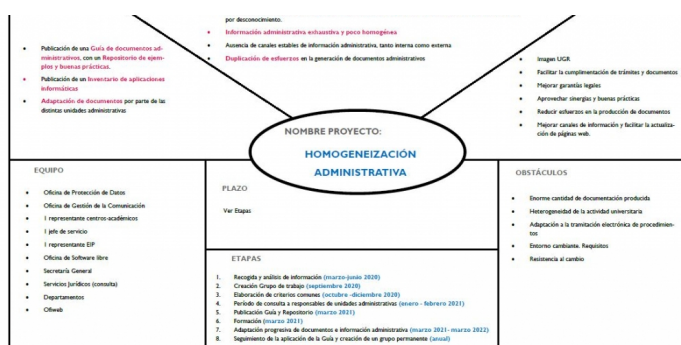 por desconocimiento.
• Información administrativa exhaustiva y poco homogénea
• Ausencia de canales estables de información administrativa, tanto interna como externa
• Duplicación de esfuerzos en la generación de documentos administrativos
• Publicación de una Guía de documentos ad-
ministrativos, con un Repositorio de ejem-
plos y buenas prácticas.
• Publicación de un Inventario de aplicaciones
informáticas
• Adaptación de documentos por parte de las
distintas unidades administrativas
• Imagen UGR
• Facilitar la cumplimentación de trámites y documentos
• Mejorar garantías legales
• Aprovechar sinergias y buenas prácticas
• Reducir esfuerzos en la producción de documentos
• Mejorar canales de información y facilitar la actualiza-
ción de páginas web.
NOMBRE PROYECTO:
HOMOGENEIZACIÓN
ADMINISTRATIVA
EQUIPO
• Oficina de Protección de Datos
• Oficina de Gestión de la Comunicación
• 1 representante centros-académicos
• 1 jefe de servicio
• 1 representante EIP
• Oficina de Software libre
• Secretaría General
• Servicios Jurídicos (consulta)
• Departamentos
• Ofiweb
PLAZO
Ver Etapas
ETAPAS
1. Recogida y análisis de información (marzo-junio 2020)
2. Creación Grupo de trabajo (septiembre 2020)
3. Elaboración de criterios comunes (octubre -diciembre 2020)
4. Período de consulta a responsables de unidades administrativas (enero - febrero 2021)
5. Publicación Guía y Repositorio (marzo 2021)
6. Formación (marzo 2021)
7. Adaptación progresiva de documentos e información administrativa (marzo 2021- marzo 2022)
8. Seguimiento de la aplicación de la Guía y creación de un grupo permanente (anual)
OBSTÁCULOS
• Enorme cantidad de documentación producida
• Heterogeneidad de la actividad universitaria
• Adaptación a la tramitación electrónica de procedimien-
tos
• Entorno cambiante. Requisitos
• Resistencia al cambio